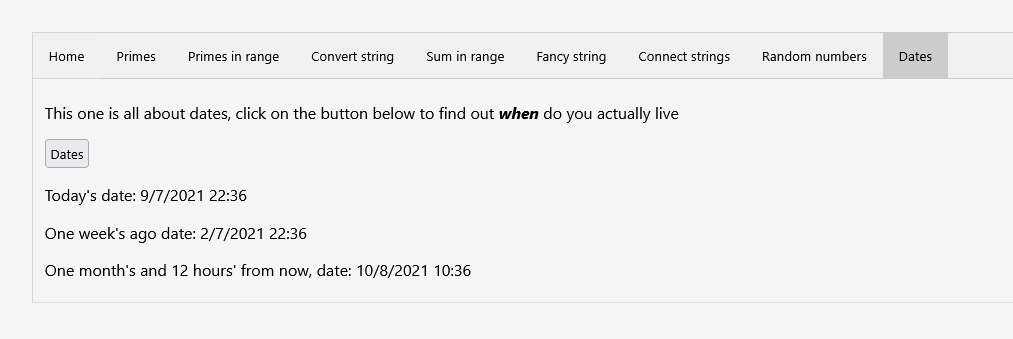 Home Primes Primes in range Convert string Sum in range Fancy string Connect strings Random numbers Dates
This one is all about dates, click on the button below to find out when do you actually live
Dates
Today's date: 9/7/2021 22:36
One week's ago date: 2/7/2021 22:36
One month's and 12 hours' from now, date: 10/8/2021 10:36